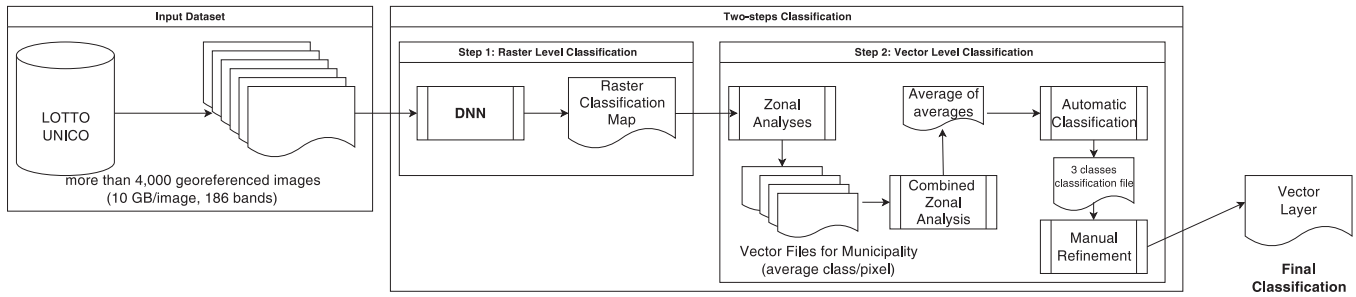 Input Dataset
LOTTO
UNICO
more than 4,000 georeferenced images
(10 GB/image, 186 bands)
Two-steps Classification
Step 1: Raster Level Classification
DNN
Raster
Classification
Map
Step 2: Vector Level Classification
Zonal
Analyses
Vector Files for Municipality
(average class/pixel)
Combined
Zonal
Analysis
Average of
averages
Automatic
Classification
3 classes
classification file
Manual
Refinement
Vector
Layer
Final
Classification